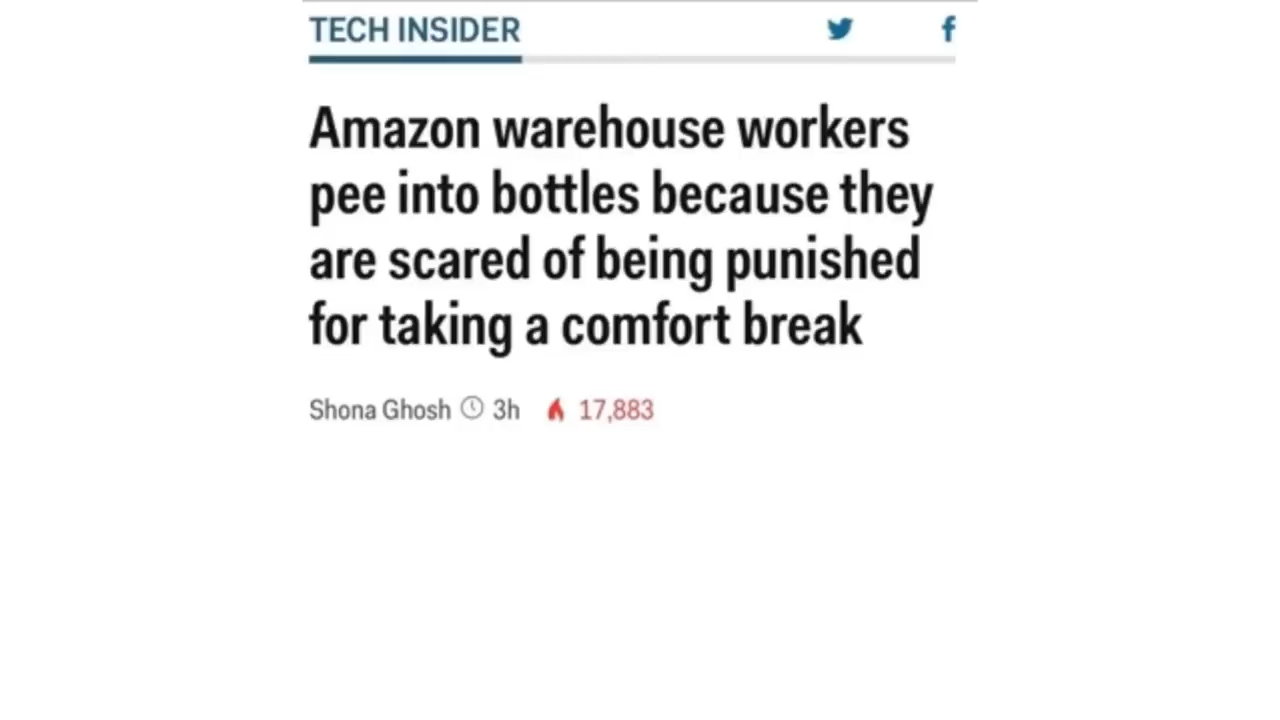 TECH INSIDER
Amazon warehouse workers
pee into bottles because they
are scared of being punished
for taking a comfort break
Shona Ghosh 3h 17,883